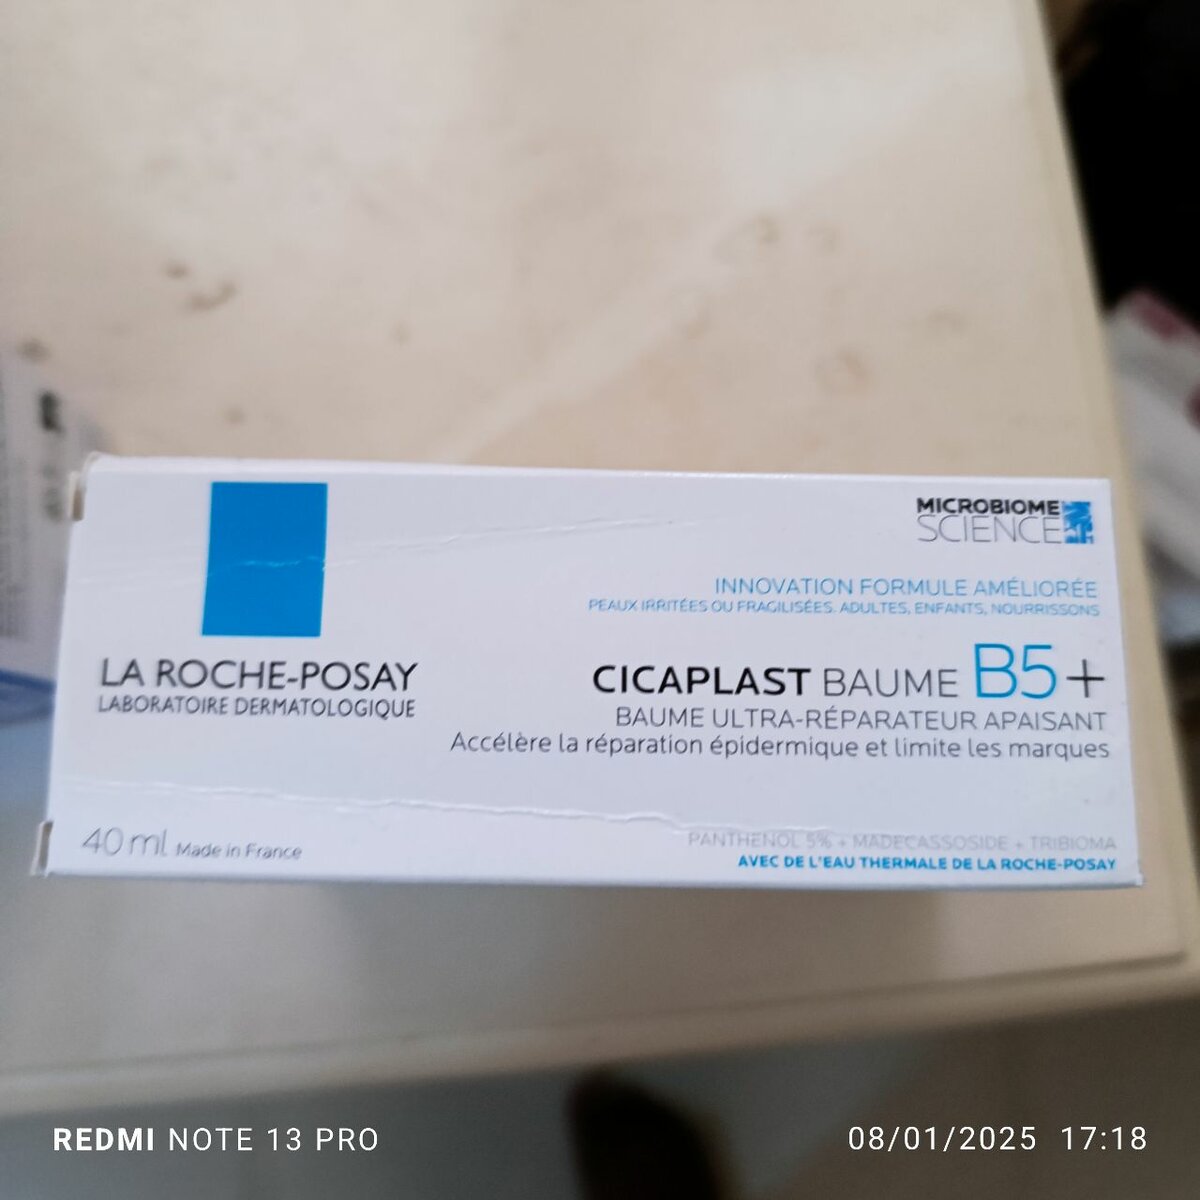 MICROBIOME
SCIENCE
INNOVATION FORMULE AMÉLIORÉE
PEAUX IRRITÉES OU FRAGILISÉES. ADULTES, ENFANTS, NOURRISSONS
LA ROCHE-POSAY
LABORATOIRE DERMATOLOGIQUE
CICAPLAST BAUME B5+
BAUME ULTRA-RÉPARATEUR APAISANT
Accélère la réparation épidermique et limite les marques
40 ml Made in France
PANTHENOL 5% + MADECASSOSIDE + TRIBIOMA
AVEC DE L'EAU THERMALE DE LA ROCHE-POSAY
REDMI NOTE 13 PRO
08/01/2025 17:18